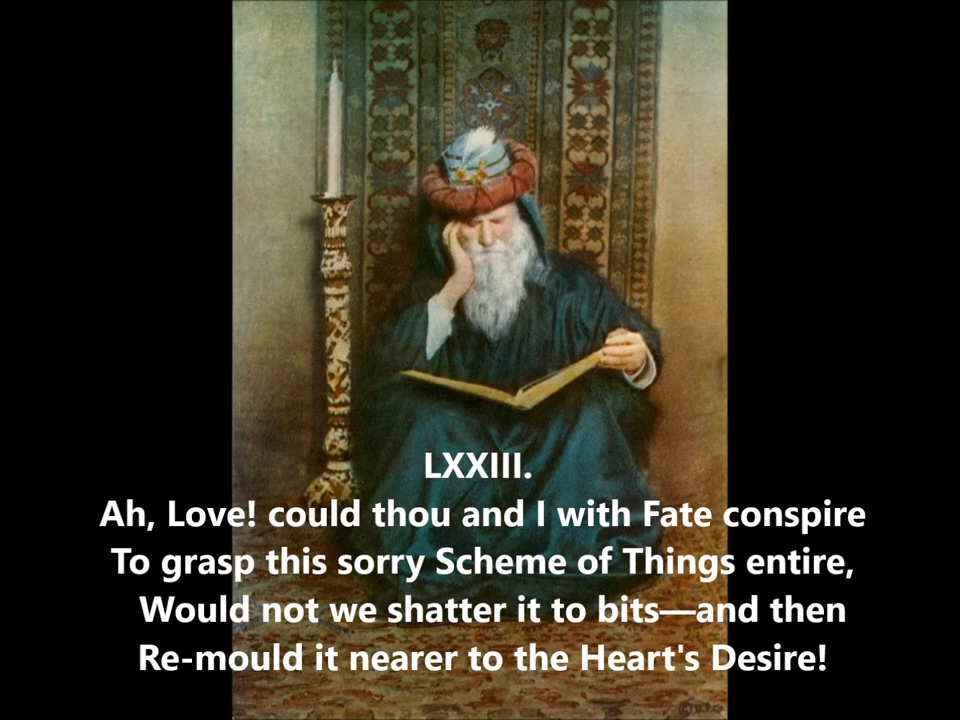 LXXIII.
Ah, Love! could thou and I with Fate conspire
To grasp this sorry Scheme of Things entire,
Would not we shatter it to bits—and then
Re-mould it nearer to the Heart's Desire!